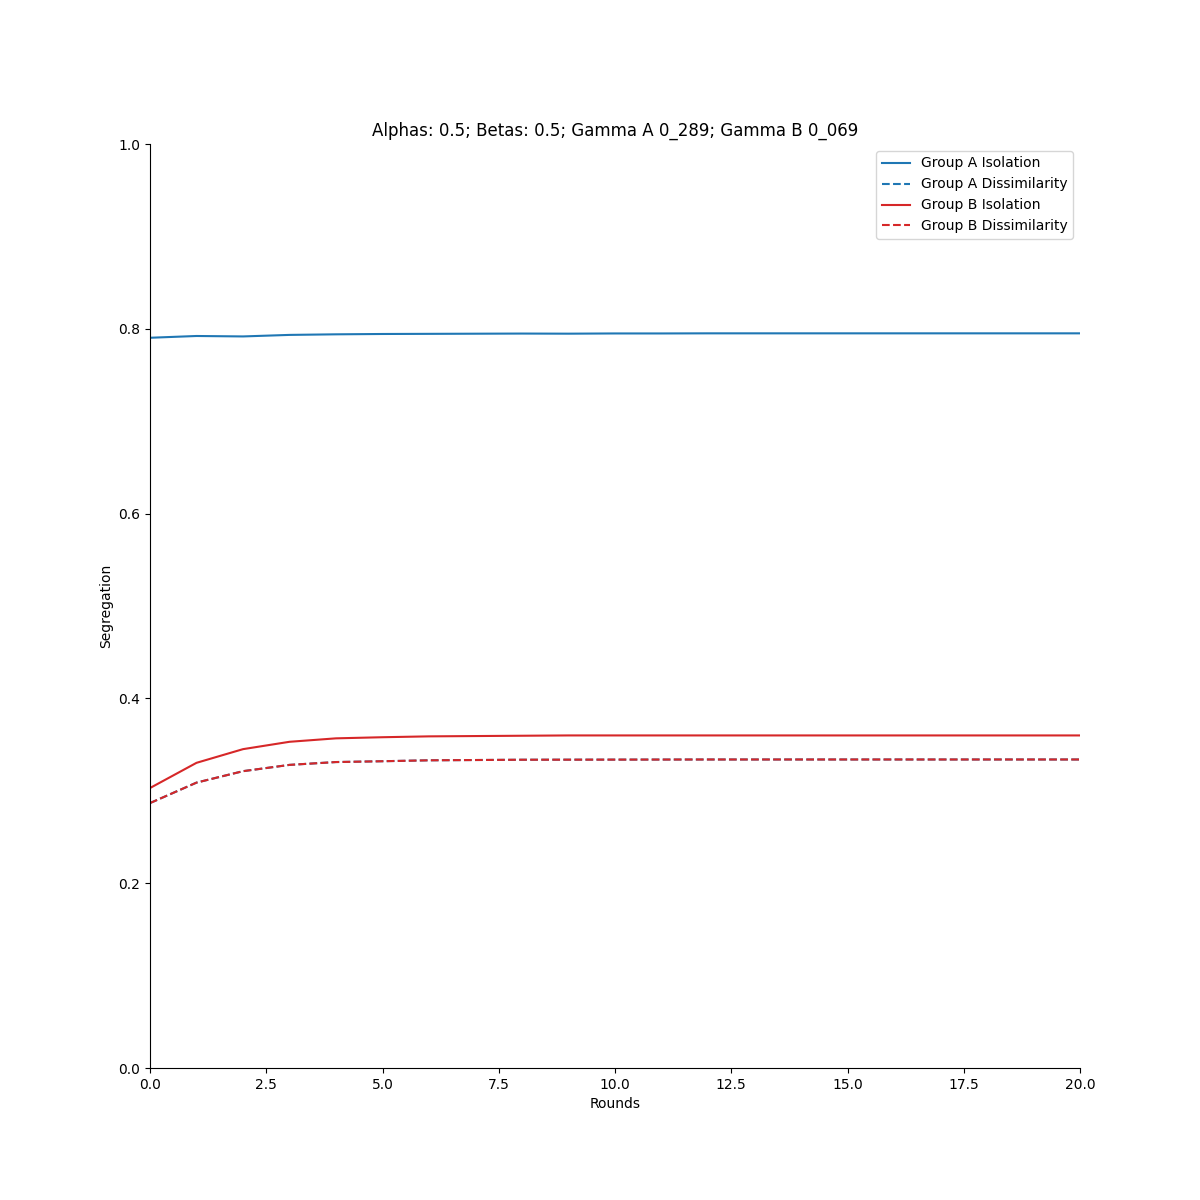 Alphas: 0.5; Betas: 0.5; Gamma A 0_289; Gamma B 0_069
1.0
Group A Isolation
Group A Dissimilarity
Group B Isolation
Group B Dissimilarity
0.8
0.6
Segregation
0.4
0.2
0.0
0.0 2.5 5.0 7.5 10.0 12.5 15.0 17.5 20.0
Rounds